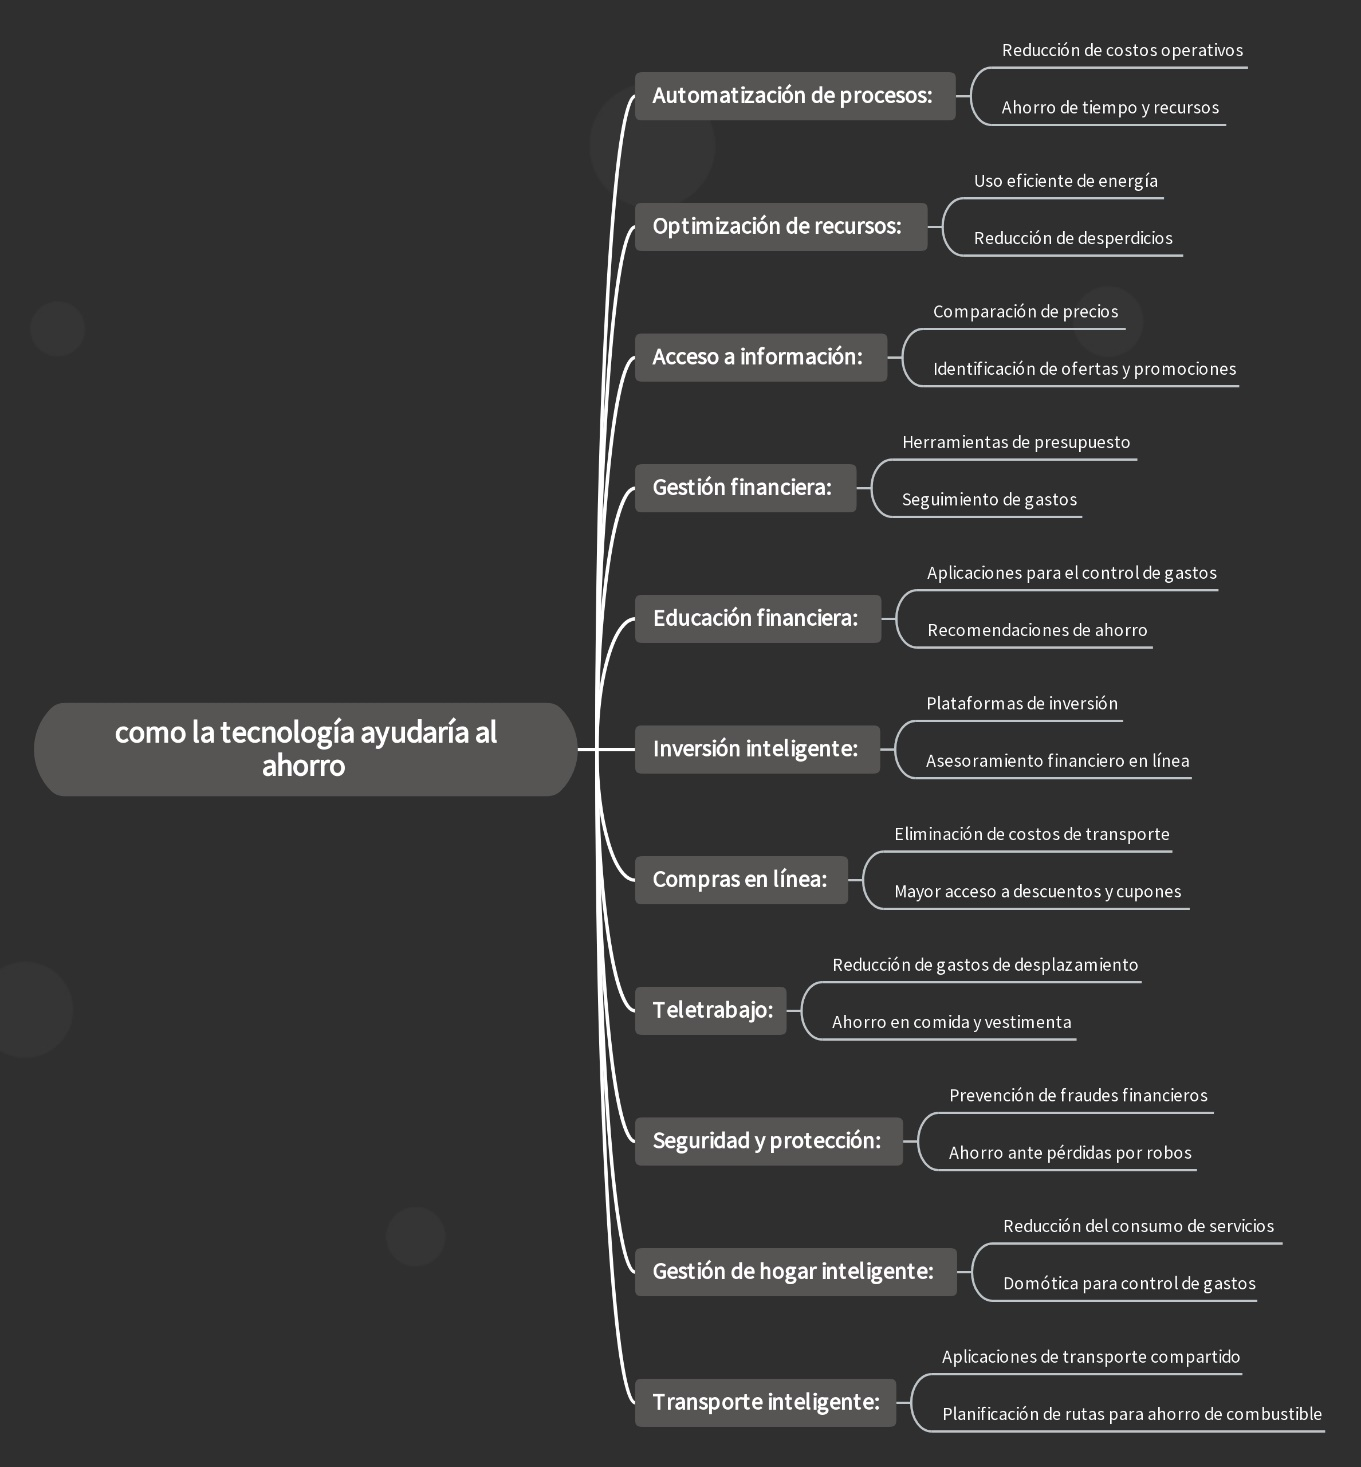 como la tecnología ayudaría al
ahorro
Automatización de procesos:
Reducción de costos operativos
Ahorro de tiempo y recursos
Optimización de recursos:
Uso eficiente de energía
Reducción de desperdicios
Acceso a información:
Comparación de precios
Identificación de ofertas y promociones
Gestión financiera:
Herramientas de presupuesto
Seguimiento de gastos
Educación financiera:
Aplicaciones para el control de gastos
Recomendaciones de ahorro
Inversión inteligente:
Plataformas de inversión
Asesoramiento financiero en línea
Compras en línea:
Eliminación de costos de transporte
Mayor acceso a descuentos y cupones
Teletrabajo:
Reducción de gastos de desplazamiento
Ahorro en comida y vestimenta
Seguridad y protección:
Prevención de fraudes financieros
Ahorro ante pérdidas por robos
Gestión de hogar inteligente:
Reducción del consumo de servicios
Domótica para control de gastos
Transporte inteligente:
Aplicaciones de transporte compartido
Planificación de rutas para ahorro de combustible